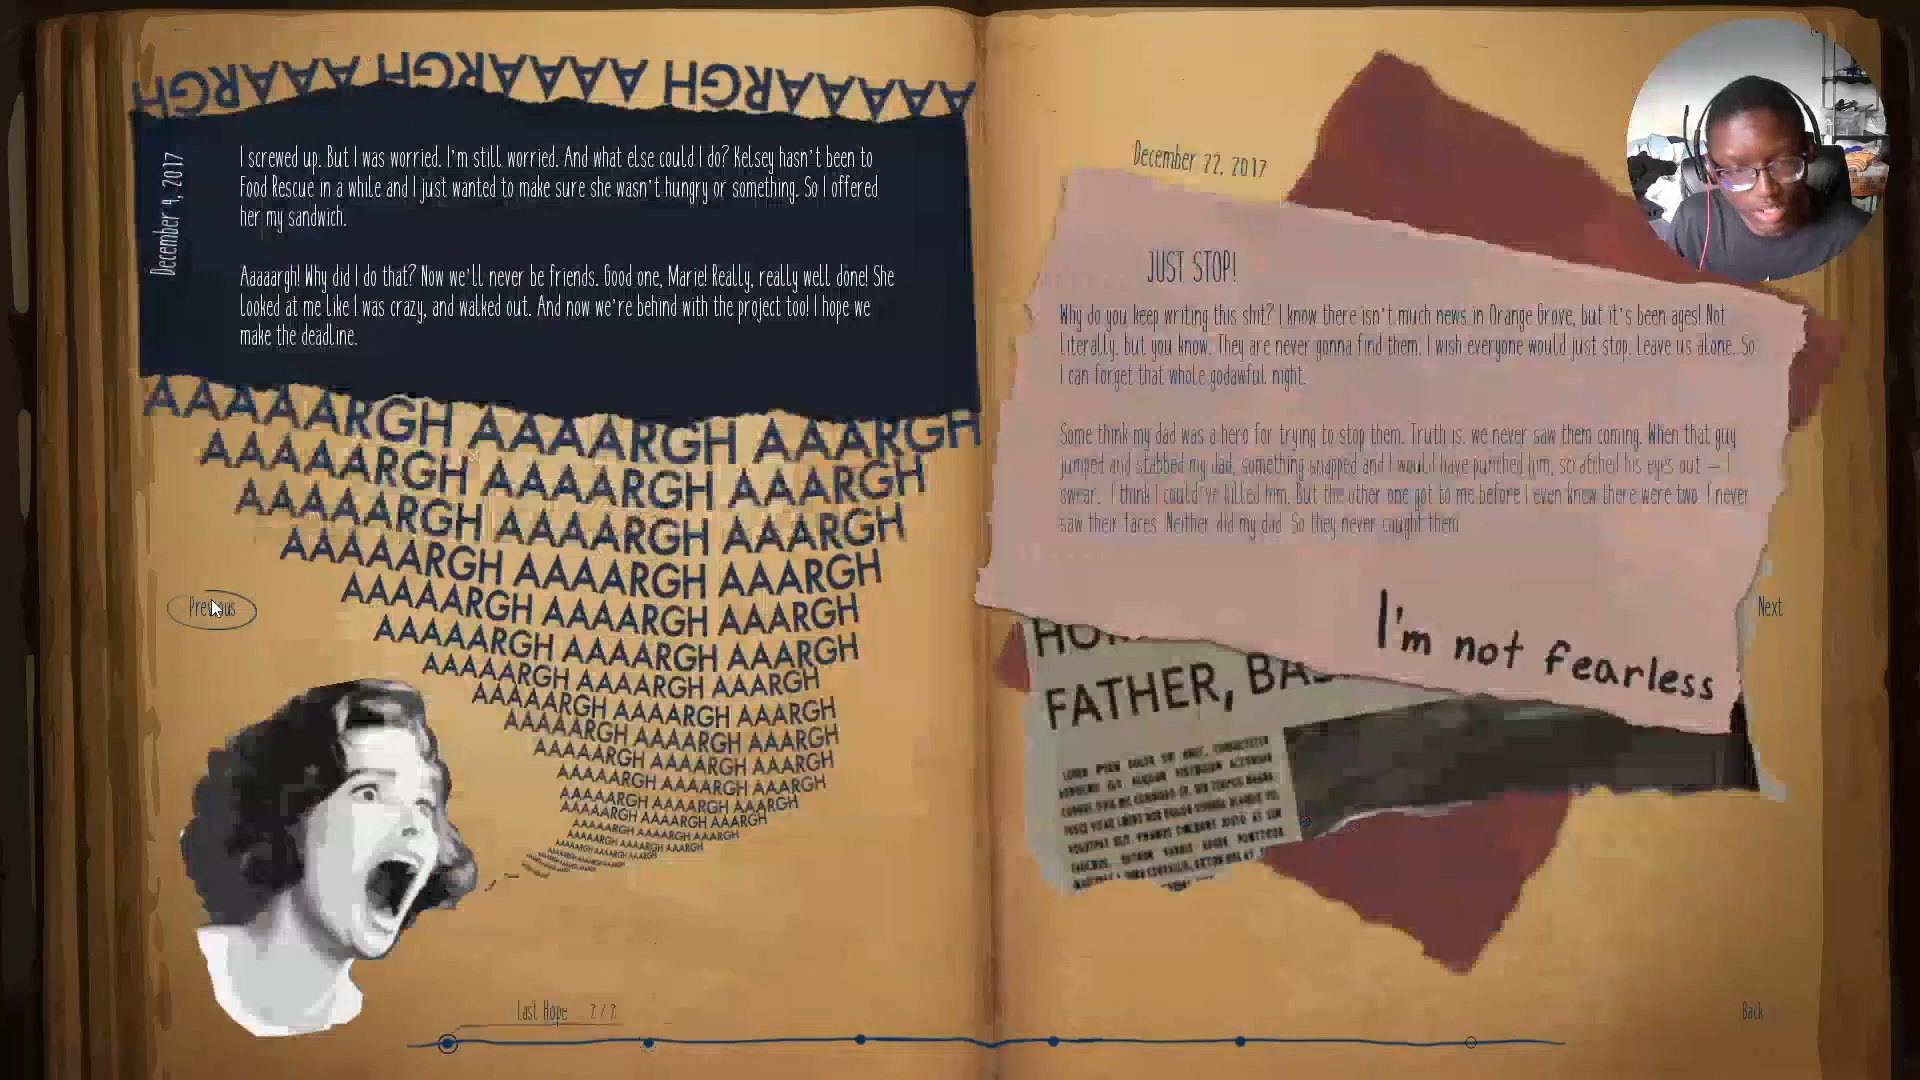 AAAAARGH AAAARGH AAARGH
December 4, 2017
I screwed up. But I was worried. I'm still worried. And what else could I do? Kelsey hasn't been to
Food Rescue in a while and I just wanted to make sure she wasn't hungry or something. So I offered
her my sandwich.
Aaaaargh! Why did I do that? Now we'll never be friends. Good one, Marie! Really, really well done! She
looked at me like I was crazy, and walked out. And now we're behind with the project too! I hope we
make the deadline.
AAAAARGH AAAARGH AAARGH
AAAAARGH AAAARGH AAARGH
AAAAARGH AAAARGH AAARGH
AAAAARGH AAAARGH AAARGH
AAAAARGH AAAARGH AAARGH
AAAAARGH AAAARGH AAARGH
AAAAARGH AAAARGH AAARGH
AAAAARGH AAAARGH AAARGH
AAAAARGH AAAARGH AAARGH
AAAAARGH AAAARGH AAARGH
AAAAARGH AAAARGH AAARGH
AAAAARGH AAAARGH AAARGH
AAAAARGH AAAARGH AAARGH
AAAAARGH AAAARGH AAARGH
Previous
Last Hope 2 / 2
December 22, 2017
JUST STOP!
Why do you keep writing this shit? I know there isn't much news in Orange Grove, but it's been ages! Not
literally, but you know. They are never gonna find them. I wish everyone would just stop. Leave us alone. So
I can forget that whole godawful night.
Some think my dad was a hero for trying to stop them. Truth is, we never saw them coming. When that guy
jumped and stabbed my dad, something snapped and I would have punched him, scratched his eyes out — I
swear. I think I could've killed him. But the other one got to me before I even knew there were two. I never
saw their faces. Neither did my dad. So they never caught them.
I'm not fearless
FATHER,
Next
Back